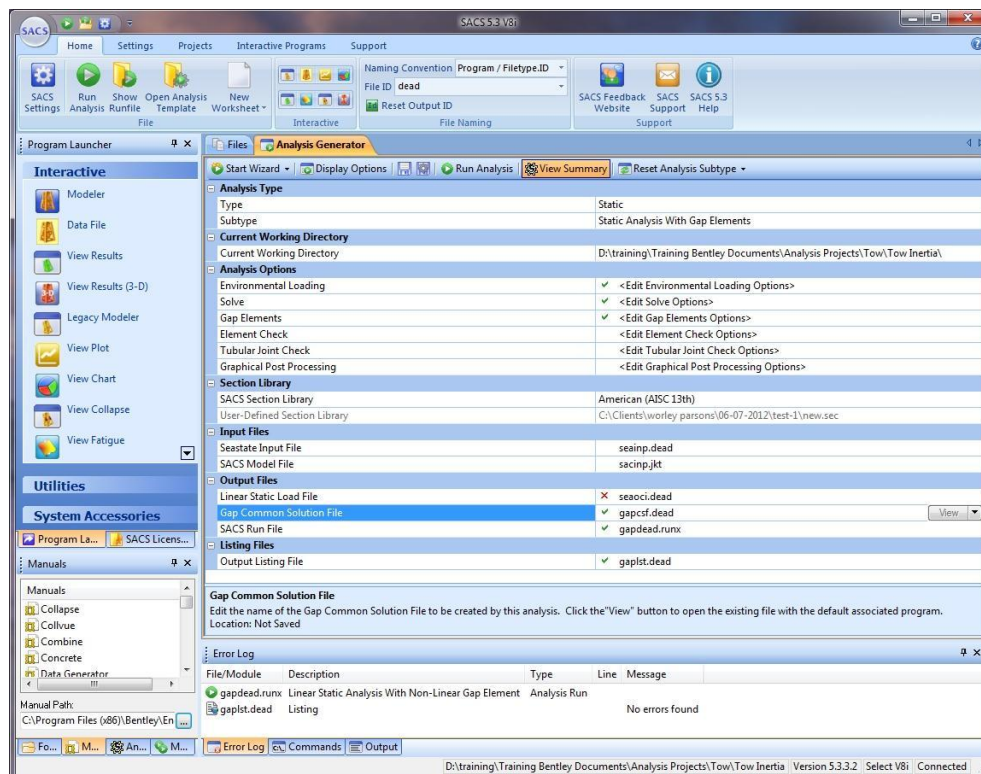 SACS 5.3 V8i
SACS
Home Settings Projects Interactive Programs Support
SACS Settings
Run Analysis
Show Runfile
Open Analysis Template
New Worksheet
File
Interactive
Naming Convention Program / Filetype.ID
File ID dead
Reset Output ID
File Naming
SACS Feedback Website
SACS Support
SACS 5.3 Help
Support
Program Launcher
Interactive
Modeler
Data File
View Results
View Results (3-D)
Legacy Modeler
View Plot
View Chart
View Collapse
View Fatigue
Utilities
System Accessories
Program La... SACS Licens...
Manuals
Manuals
Collapse
Collvue
Combine
Concrete
Data Generator
Manual Path:
C:\Program Files (x86)\Bentley\En ...
Fo... M... An... M...
Files Analysis Generator
Start Wizard Display Options Run Analysis View Summary Reset Analysis Subtype
Analysis Type
Type Static
Subtype Static Analysis With Gap Elements
Current Working Directory
Current Working Directory D:\training\Training Bentley Documents\Analysis Projects\Tow\Tow Inertia\
Analysis Options
Environmental Loading <Edit Environmental Loading Options>
Solve <Edit Solve Options>
Gap Elements <Edit Gap Elements Options>
Element Check <Edit Element Check Options>
Tubular Joint Check <Edit Tubular Joint Check Options>
Graphical Post Processing <Edit Graphical Post Processing Options>
Section Library
SACS Section Library American (AISC 13th)
User-Defined Section Library C:\Clients\worley parsons\06-07-2012\test-1\new.sec
Input Files
Seastate Input File seainp.dead
SACS Model File sacinp.jkt
Output Files
Linear Static Load File seaoci.dead
Gap Common Solution File gapcsf.dead View
SACS Run File gapdead.runx
Listing Files
Output Listing File gaplst.dead
Gap Common Solution File
Edit the name of the Gap Common Solution File to be created by this analysis. Click the"View" button to open the existing file with the default associated program.
Location: Not Saved
Error Log
File/Module Description Type Line Message
gapdead.runx Linear Static Analysis With Non-Linear Gap Element Analysis Run
gaplst.dead Listing No errors found
Error Log Commands Output
D:\training\Training Bentley Documents\Analysis Projects\Tow\Tow Inertia Version 5.3.3.2 Select V8i Connected